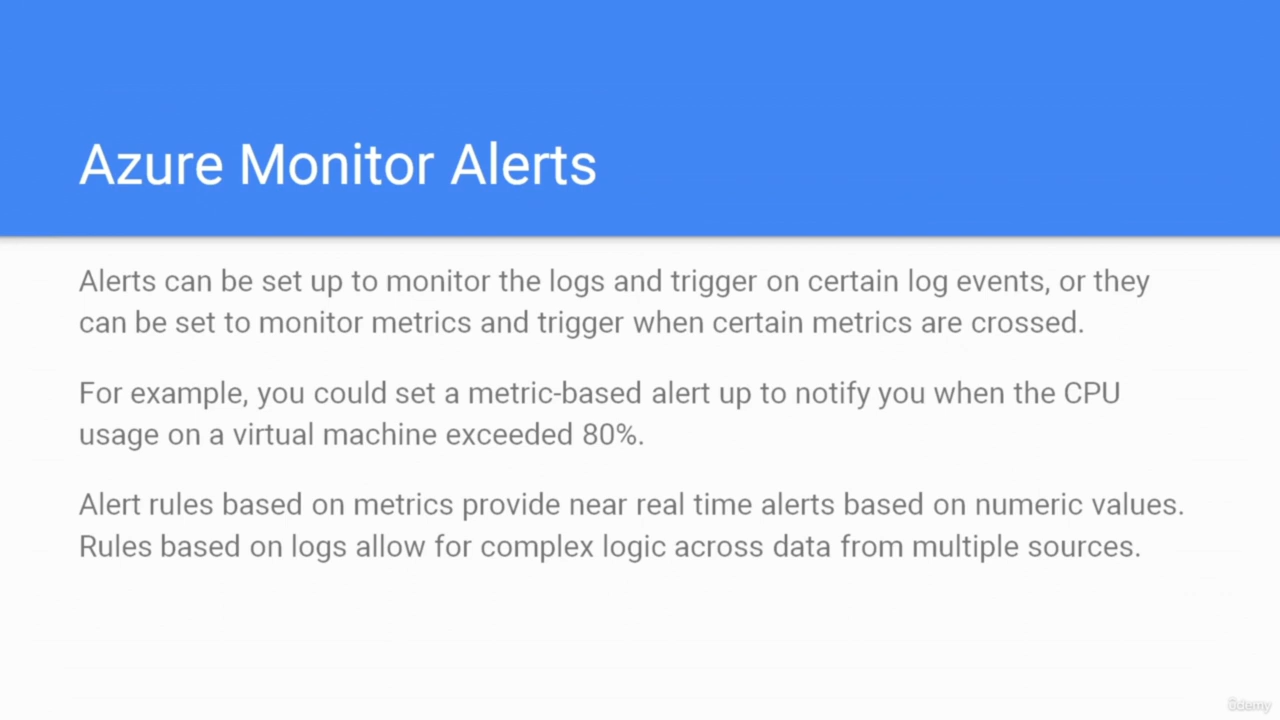 Azure Monitor Alerts
Alerts can be set up to monitor the logs and trigger on certain log events, or they
can be set to monitor metrics and trigger when certain metrics are crossed.
For example, you could set a metric-based alert up to notify you when the CPU
usage on a virtual machine exceeded 80%.
Alert rules based on metrics provide near real time alerts based on numeric values.
Rules based on logs allow for complex logic across data from multiple sources.
ûdemy